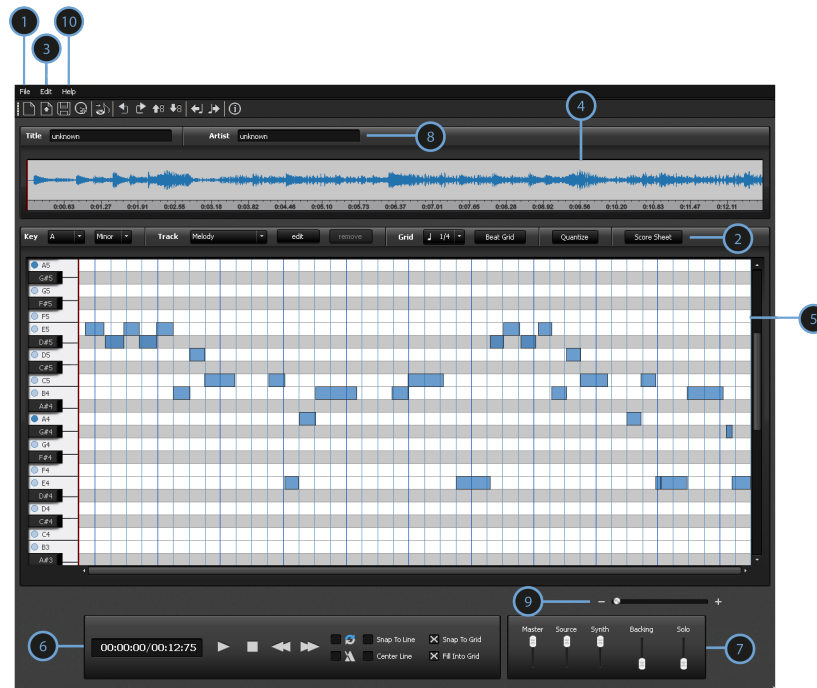 1
10
3
File Edit Help
8 8
4
Title unknown Artist unknown
8
0:00.63 0:01.27 0:01.91 0:02.55 0:03.18 0:03.82 0:04.46 0:05.10 0:05.73 0:06.37 0:07.01 0:07.65 0:08.28 0:08.92 0:09.56 0:10.20 0:10.83 0:11.47 0:12.11
Key A Minor Track Melody edit remove Grid 1/4 Beat Grid Quantize Score Sheet
2
A5
G#5
G5
F#5
F5
5
E5
D#5
D5
C#5
C5
B4
A#4
A4
G#4
G4
F#4
F4
E4
D#4
D4
C#4
C4
B3
A#3
9
− +
6
00:00:00/00:12:75
Snap To Line Snap To Grid
Center Line Fill Into Grid
Master Source Synth Backing Solo
7